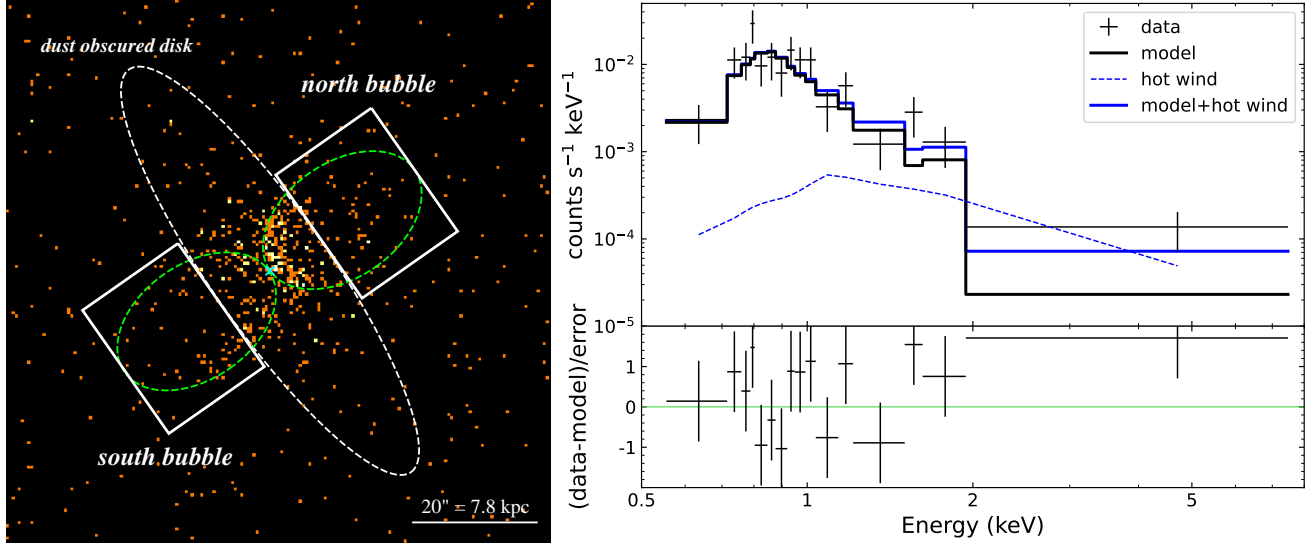 dust obscured disk
north bubble
south bubble
20" = 7.8 kpc
data
model
hot wind
model+hot wind
counts s⁻¹ keV⁻¹
10⁻²
10⁻³
10⁻⁴
10⁻⁵
(data-model)/error
1
0
-1
0.5 1 2 5
Energy (keV)